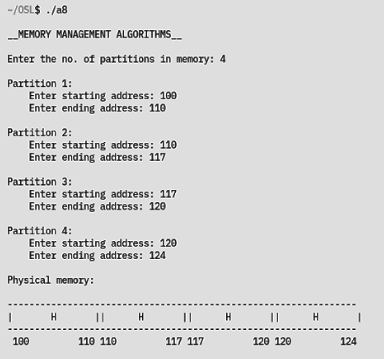 ~/OSL$ ./a8
__MEMORY MANAGEMENT ALGORITHMS__
Enter the no. of partitions in memory: 4
Partition 1:
Enter starting address: 100
Enter ending address: 110
Partition 2:
Enter starting address: 110
Enter ending address: 117
Partition 3:
Enter starting address: 117
Enter ending address: 120
Partition 4:
Enter starting address: 120
Enter ending address: 124
Physical memory:
-----------------------------------------------------------------
|       H       ||       H       ||       H       ||       H       |
-----------------------------------------------------------------
100 110 110 117 117 120 120 124